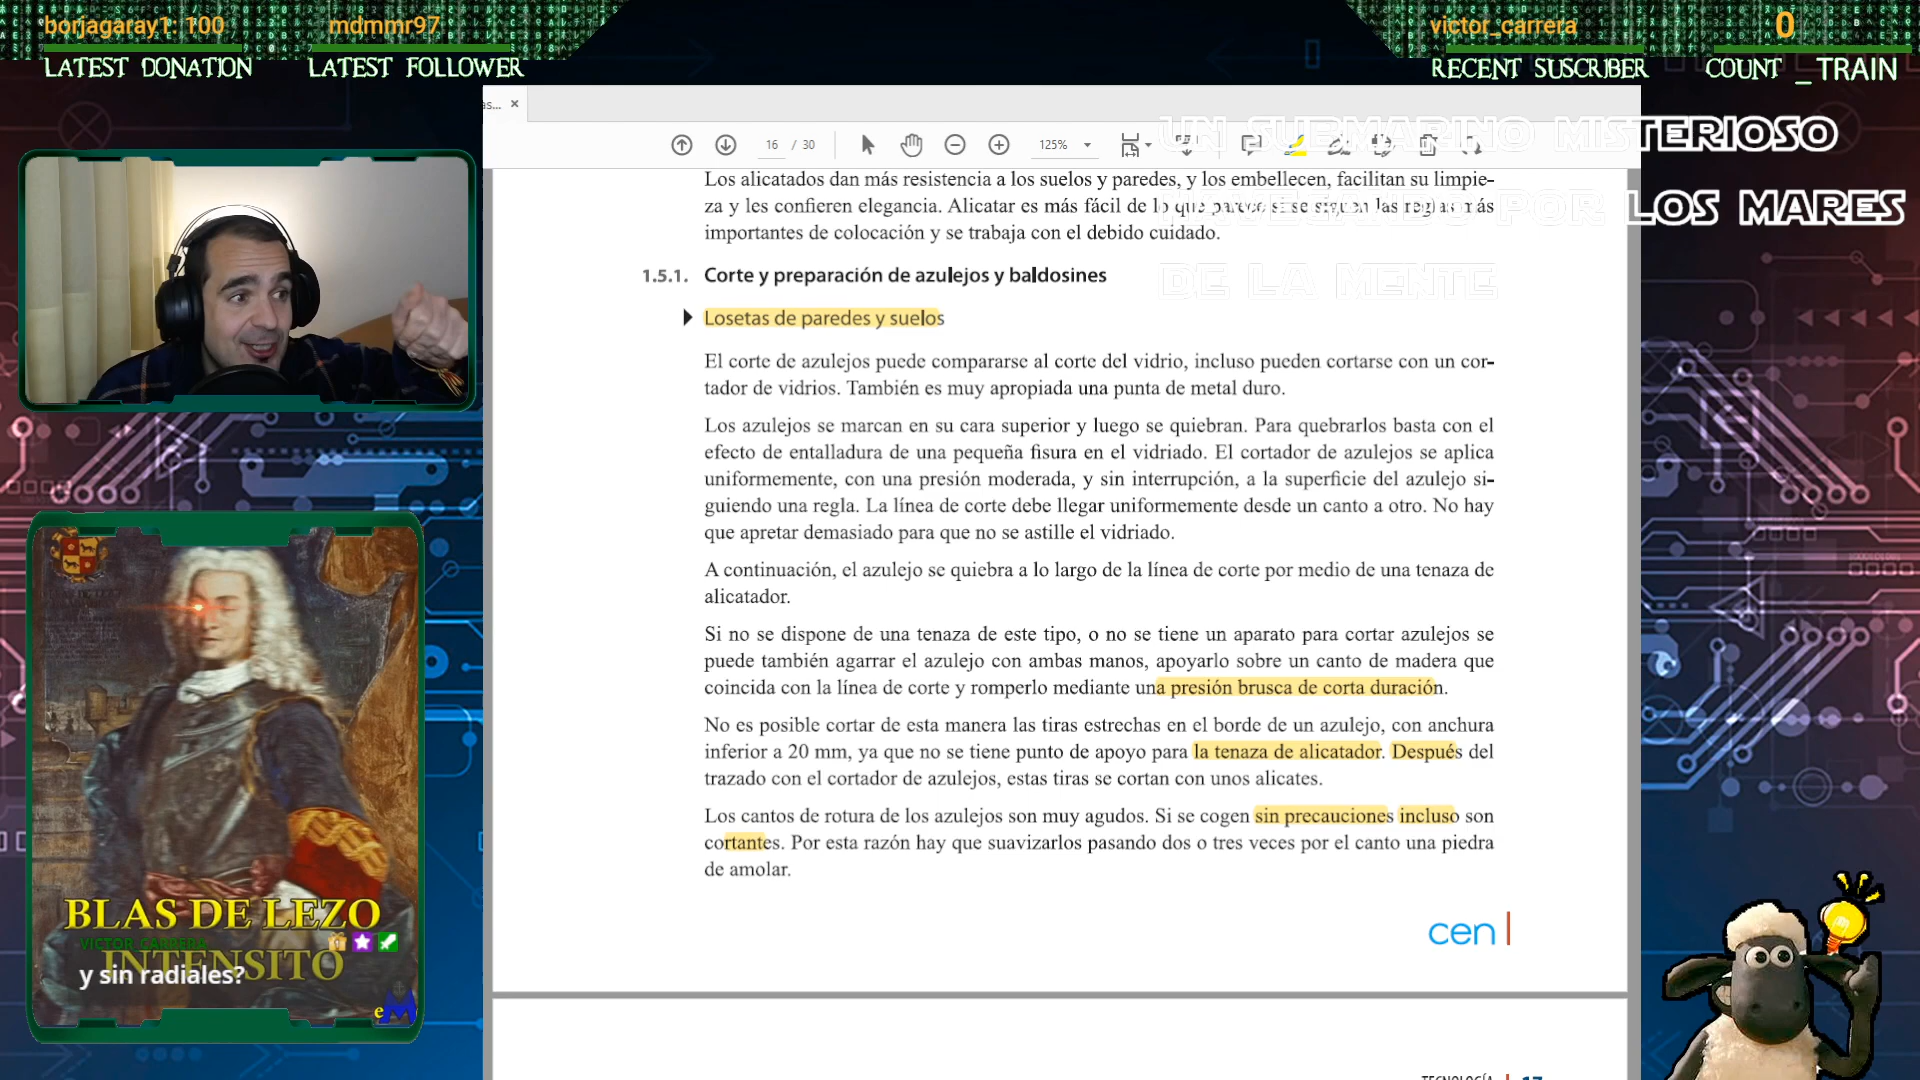 borjagaray1: 100
LATEST DONATION
mdmmr97
LATEST FOLLOWER
victor_carrera
RECENT SUSCRIBER
0
COUNT _TRAIN
UN SUBMARINO MISTERIOSO
NAVEGANDO POR LOS MARES
DE LA MENTE
as... ×
16 / 30
125%
Los alicatados dan más resistencia a los suelos y paredes, y los embellecen, facilitan su limpie-
za y les confieren elegancia. Alicatar es más fácil de lo que parece si se siguen las reglas más
importantes de colocación y se trabaja con el debido cuidado.
1.5.1. Corte y preparación de azulejos y baldosines
Losetas de paredes y suelos
El corte de azulejos puede compararse al corte del vidrio, incluso pueden cortarse con un cor-
tador de vidrios. También es muy apropiada una punta de metal duro.
Los azulejos se marcan en su cara superior y luego se quiebran. Para quebrarlos basta con el
efecto de entalladura de una pequeña fisura en el vidriado. El cortador de azulejos se aplica
uniformemente, con una presión moderada, y sin interrupción, a la superficie del azulejo si-
guiendo una regla. La línea de corte debe llegar uniformemente desde un canto a otro. No hay
que apretar demasiado para que no se astille el vidriado.
A continuación, el azulejo se quiebra a lo largo de la línea de corte por medio de una tenaza de
alicatador.
Si no se dispone de una tenaza de este tipo, o no se tiene un aparato para cortar azulejos se
puede también agarrar el azulejo con ambas manos, apoyarlo sobre un canto de madera que
coincida con la línea de corte y romperlo mediante una presión brusca de corta duración.
No es posible cortar de esta manera las tiras estrechas en el borde de un azulejo, con anchura
inferior a 20 mm, ya que no se tiene punto de apoyo para la tenaza de alicatador. Después del
trazado con el cortador de azulejos, estas tiras se cortan con unos alicates.
Los cantos de rotura de los azulejos son muy agudos. Si se cogen sin precauciones incluso son
cortantes. Por esta razón hay que suavizarlos pasando dos o tres veces por el canto una piedra
de amolar.
cen
BLAS DE LEZO
VICTOR CARRERA
INTENSITO
y sin radiales?
eM
TECNOLOGÍA 17